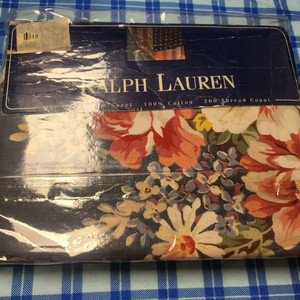 RALPH LAUREN
Sheet 100% Cotton 200 Thread Count